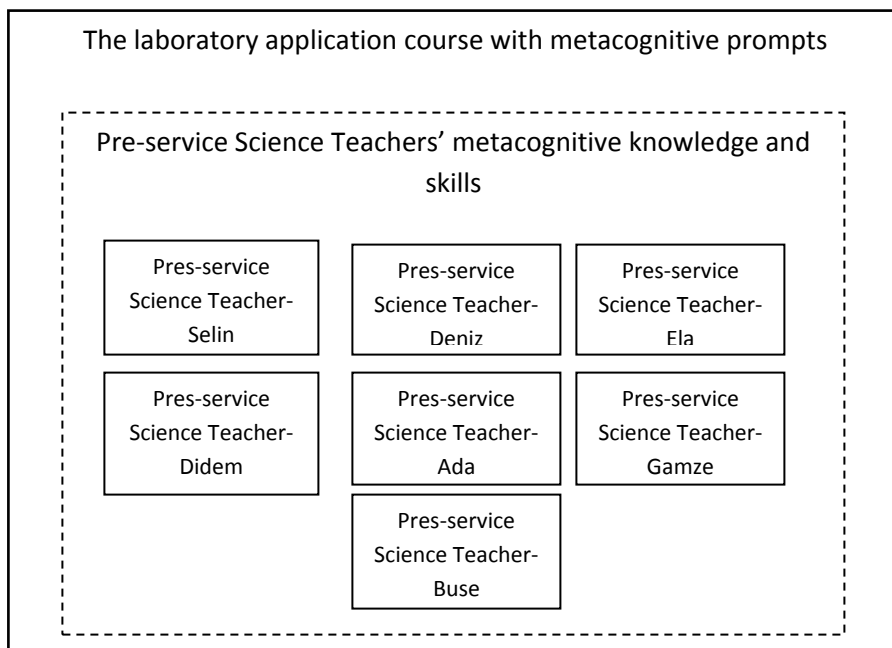 The laboratory application course with metacognitive prompts
Pre-service Science Teachers’ metacognitive knowledge and
skills
Pres-service
Science Teacher-
Selin
Pres-service
Science Teacher-
Deniz
Pres-service
Science Teacher-
Ela
Pres-service
Science Teacher-
Didem
Pres-service
Science Teacher-
Ada
Pres-service
Science Teacher-
Gamze
Pres-service
Science Teacher-
Buse